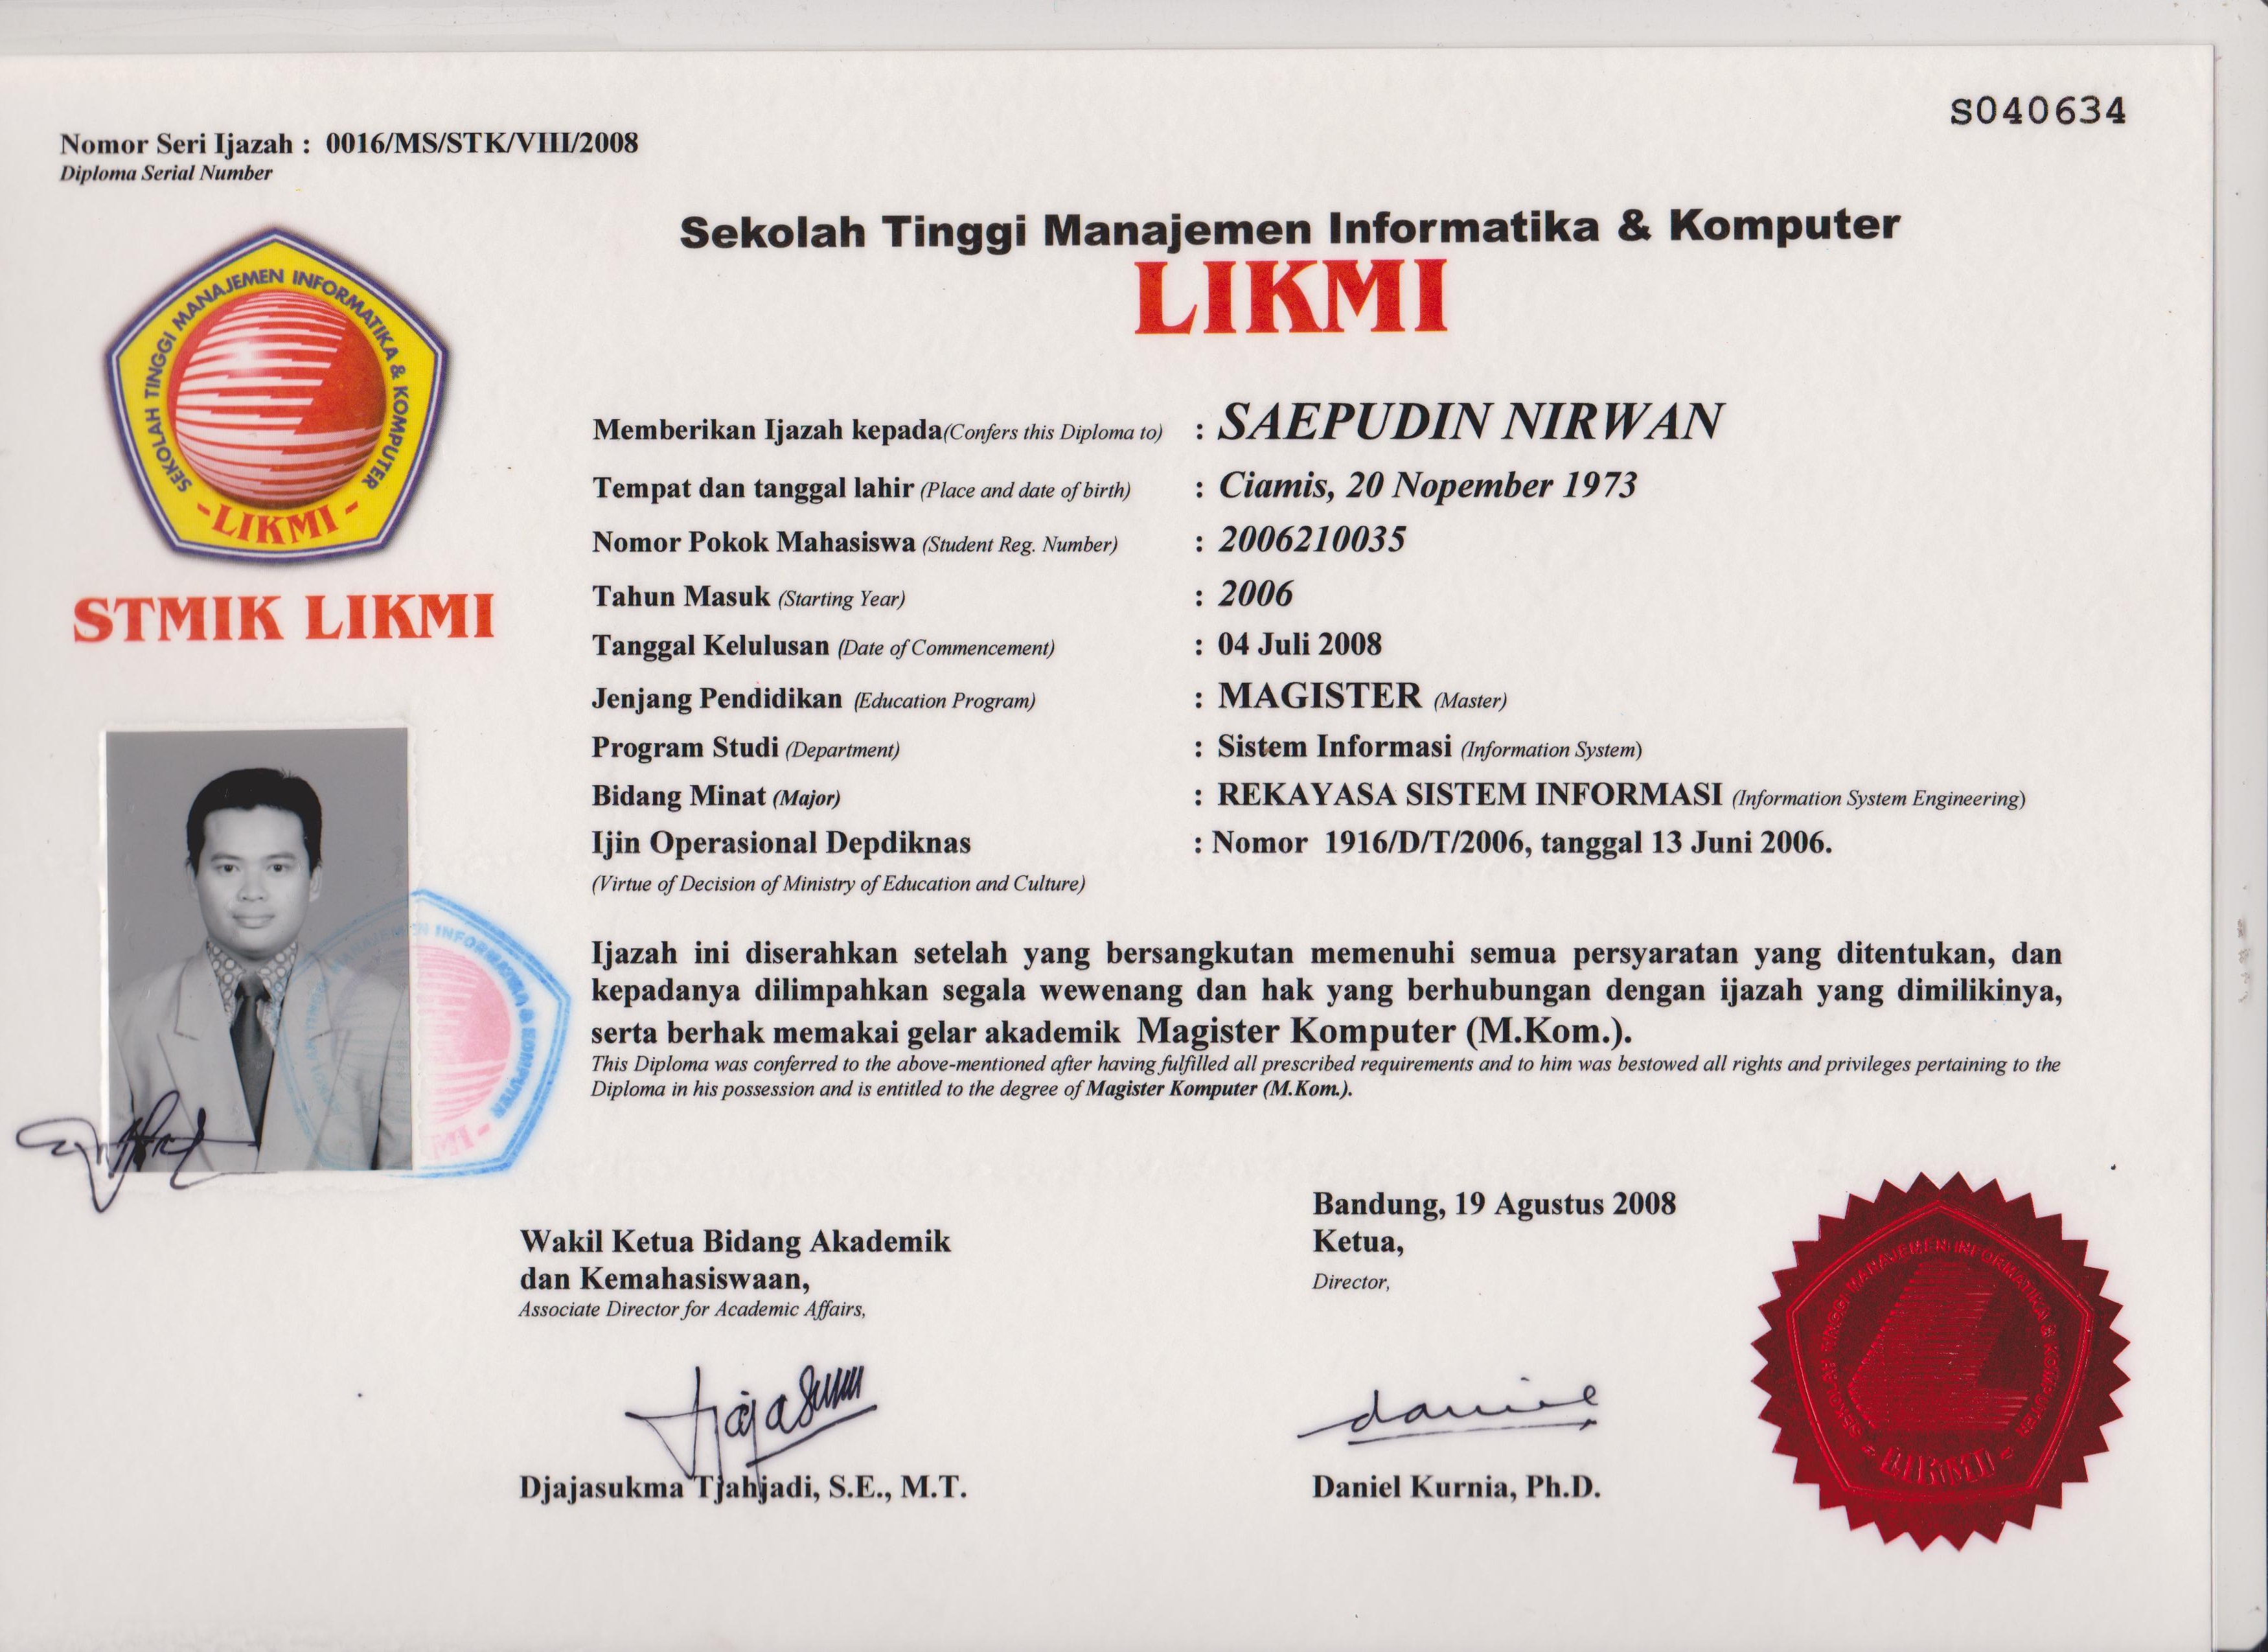 S040634
Nomor Seri Ijazah : 0016/MS/STK/VIII/2008
Diploma Serial Number
Sekolah Tinggi Manajemen Informatika & Komputer
LIKMI
SEKOLAH TINGGI MANAJEMEN INFORMATIKA & KOMPUTER
- LIKMI -
STMIK LIKMI
Memberikan Ijazah kepada (Confers this Diploma to) : SAEPUDIN NIRWAN
Tempat dan tanggal lahir (Place and date of birth) : Ciamis, 20 Nopember 1973
Nomor Pokok Mahasiswa (Student Reg. Number) : 2006210035
Tahun Masuk (Starting Year) : 2006
Tanggal Kelulusan (Date of Commencement) : 04 Juli 2008
Jenjang Pendidikan (Education Program) : MAGISTER (Master)
Program Studi (Department) : Sistem Informasi (Information System)
Bidang Minat (Major) : REKAYASA SISTEM INFORMASI (Information System Engineering)
Ijin Operasional Depdiknas : Nomor 1916/D/T/2006, tanggal 13 Juni 2006.
(Virtue of Decision of Ministry of Education and Culture)
Ijazah ini diserahkan setelah yang bersangkutan memenuhi semua persyaratan yang ditentukan, dan
kepadanya dilimpahkan segala wewenang dan hak yang berhubungan dengan ijazah yang dimilikinya,
serta berhak memakai gelar akademik Magister Komputer (M.Kom.).
This Diploma was conferred to the above-mentioned after having fulfilled all prescribed requirements and to him was bestowed all rights and privileges pertaining to the
Diploma in his possession and is entitled to the degree of Magister Komputer (M.Kom.).
Bandung, 19 Agustus 2008
Wakil Ketua Bidang Akademik
dan Kemahasiswaan,
Associate Director for Academic Affairs,
Ketua,
Director,
Djajasukma Tjahjadi, S.E., M.T.
daniel
Daniel Kurnia, Ph.D.
SEKOLAH TINGGI MANAJEMEN INFORMATIKA & KOMPUTER
LIKMI